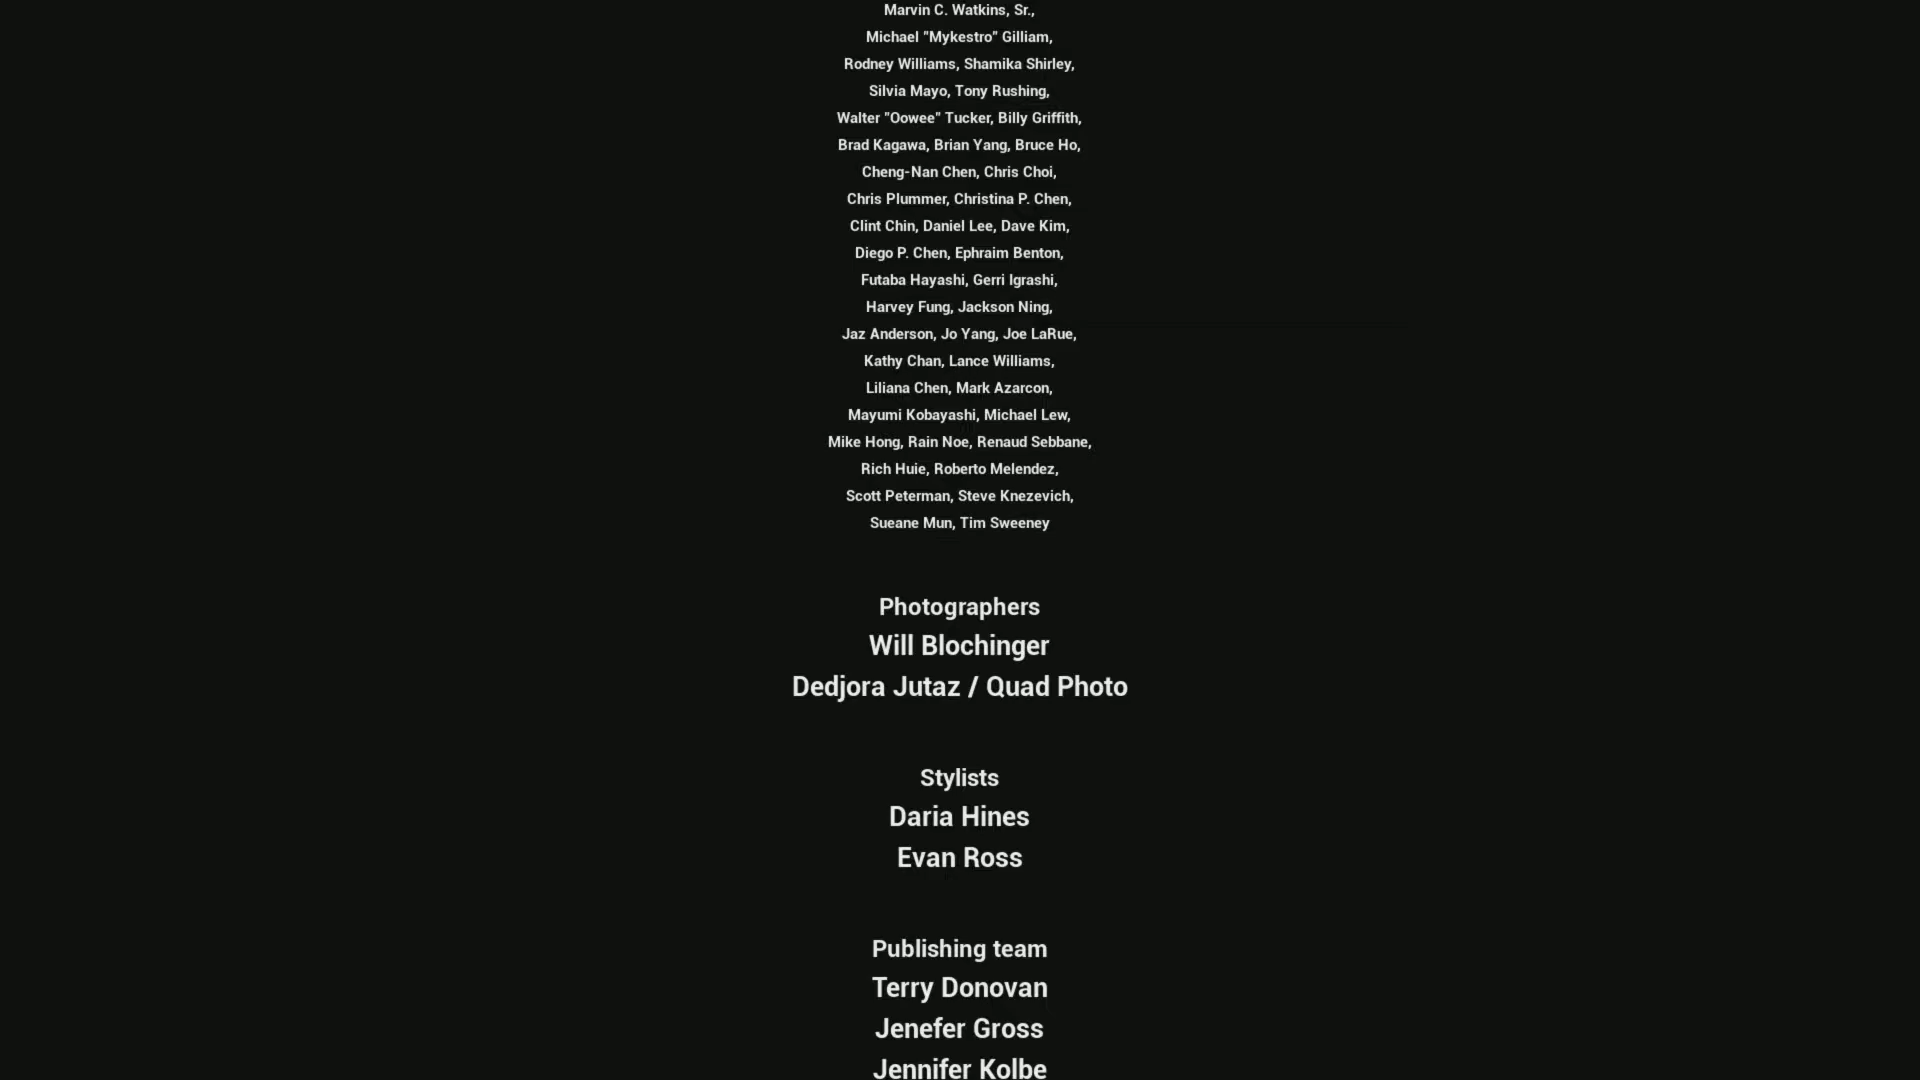 Marvin C. Watkins, Sr.,
Michael "Mykestro" Gilliam,
Rodney Williams, Shamika Shirley,
Silvia Mayo, Tony Rushing,
Walter "Oowee" Tucker, Billy Griffith,
Brad Kagawa, Brian Yang, Bruce Ho,
Cheng-Nan Chen, Chris Choi,
Chris Plummer, Christina P. Chen,
Clint Chin, Daniel Lee, Dave Kim,
Diego P. Chen, Ephraim Benton,
Futaba Hayashi, Gerri Igrashi,
Harvey Fung, Jackson Ning,
Jaz Anderson, Jo Yang, Joe LaRue,
Kathy Chan, Lance Williams,
Liliana Chen, Mark Azarcon,
Mayumi Kobayashi, Michael Lew,
Mike Hong, Rain Noe, Renaud Sebbane,
Rich Huie, Roberto Melendez,
Scott Peterman, Steve Knezevich,
Sueane Mun, Tim Sweeney
Photographers
Will Blochinger
Dedjora Jutaz / Quad Photo
Stylists
Daria Hines
Evan Ross
Publishing team
Terry Donovan
Jenefer Gross
Jennifer Kolbe